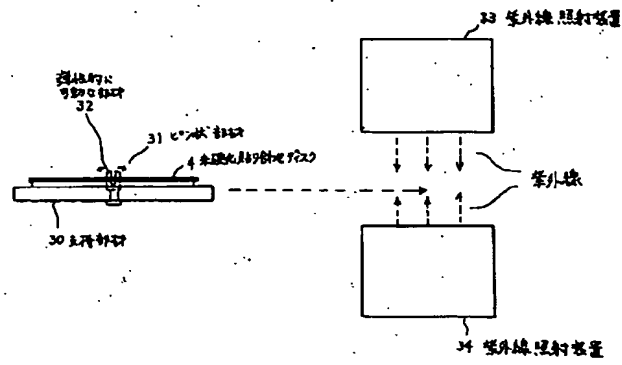 33 紫外線照射装置
弾性的に
可動な部材
32
31 ピン状部材
4 未硬化貼り合わせディスク
紫外線
30 支持部材
34 紫外線照射装置